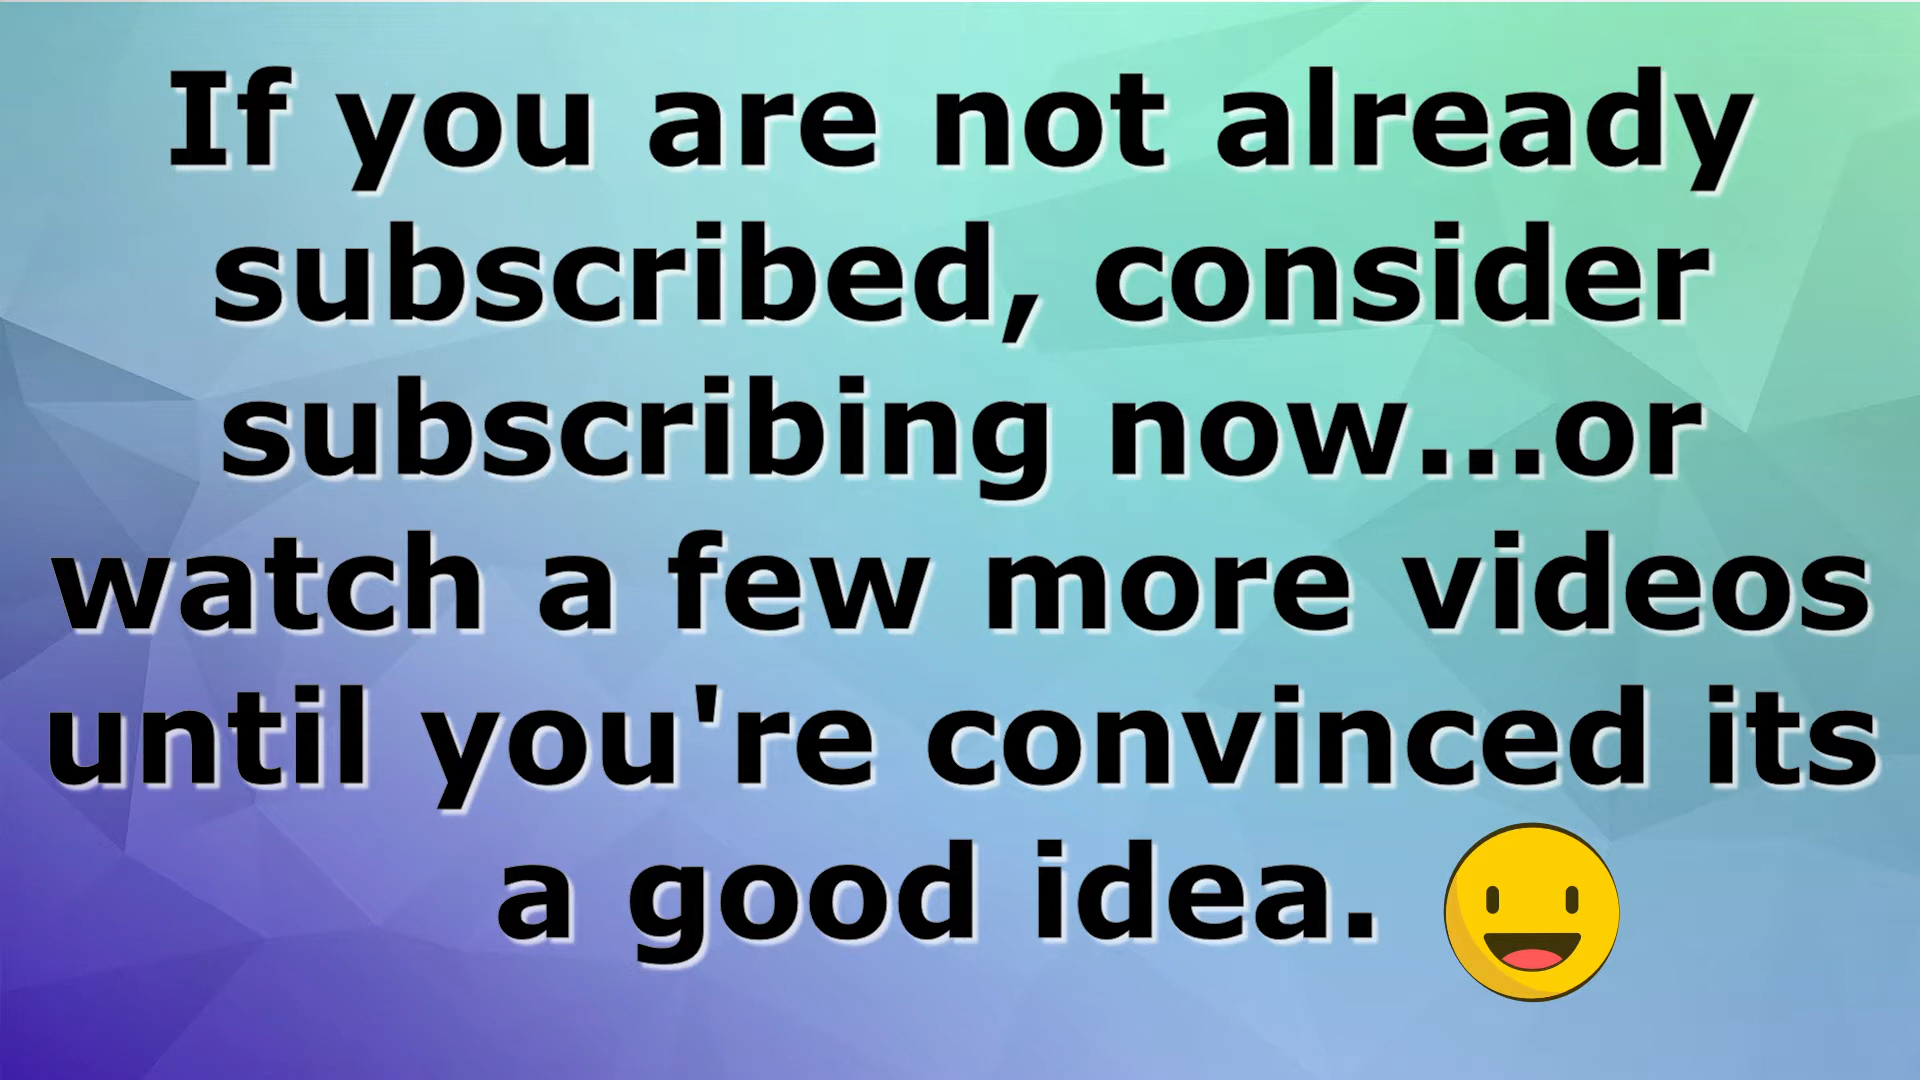 If you are not already
subscribed, consider
subscribing now...or
watch a few more videos
until you're convinced its
a good idea.